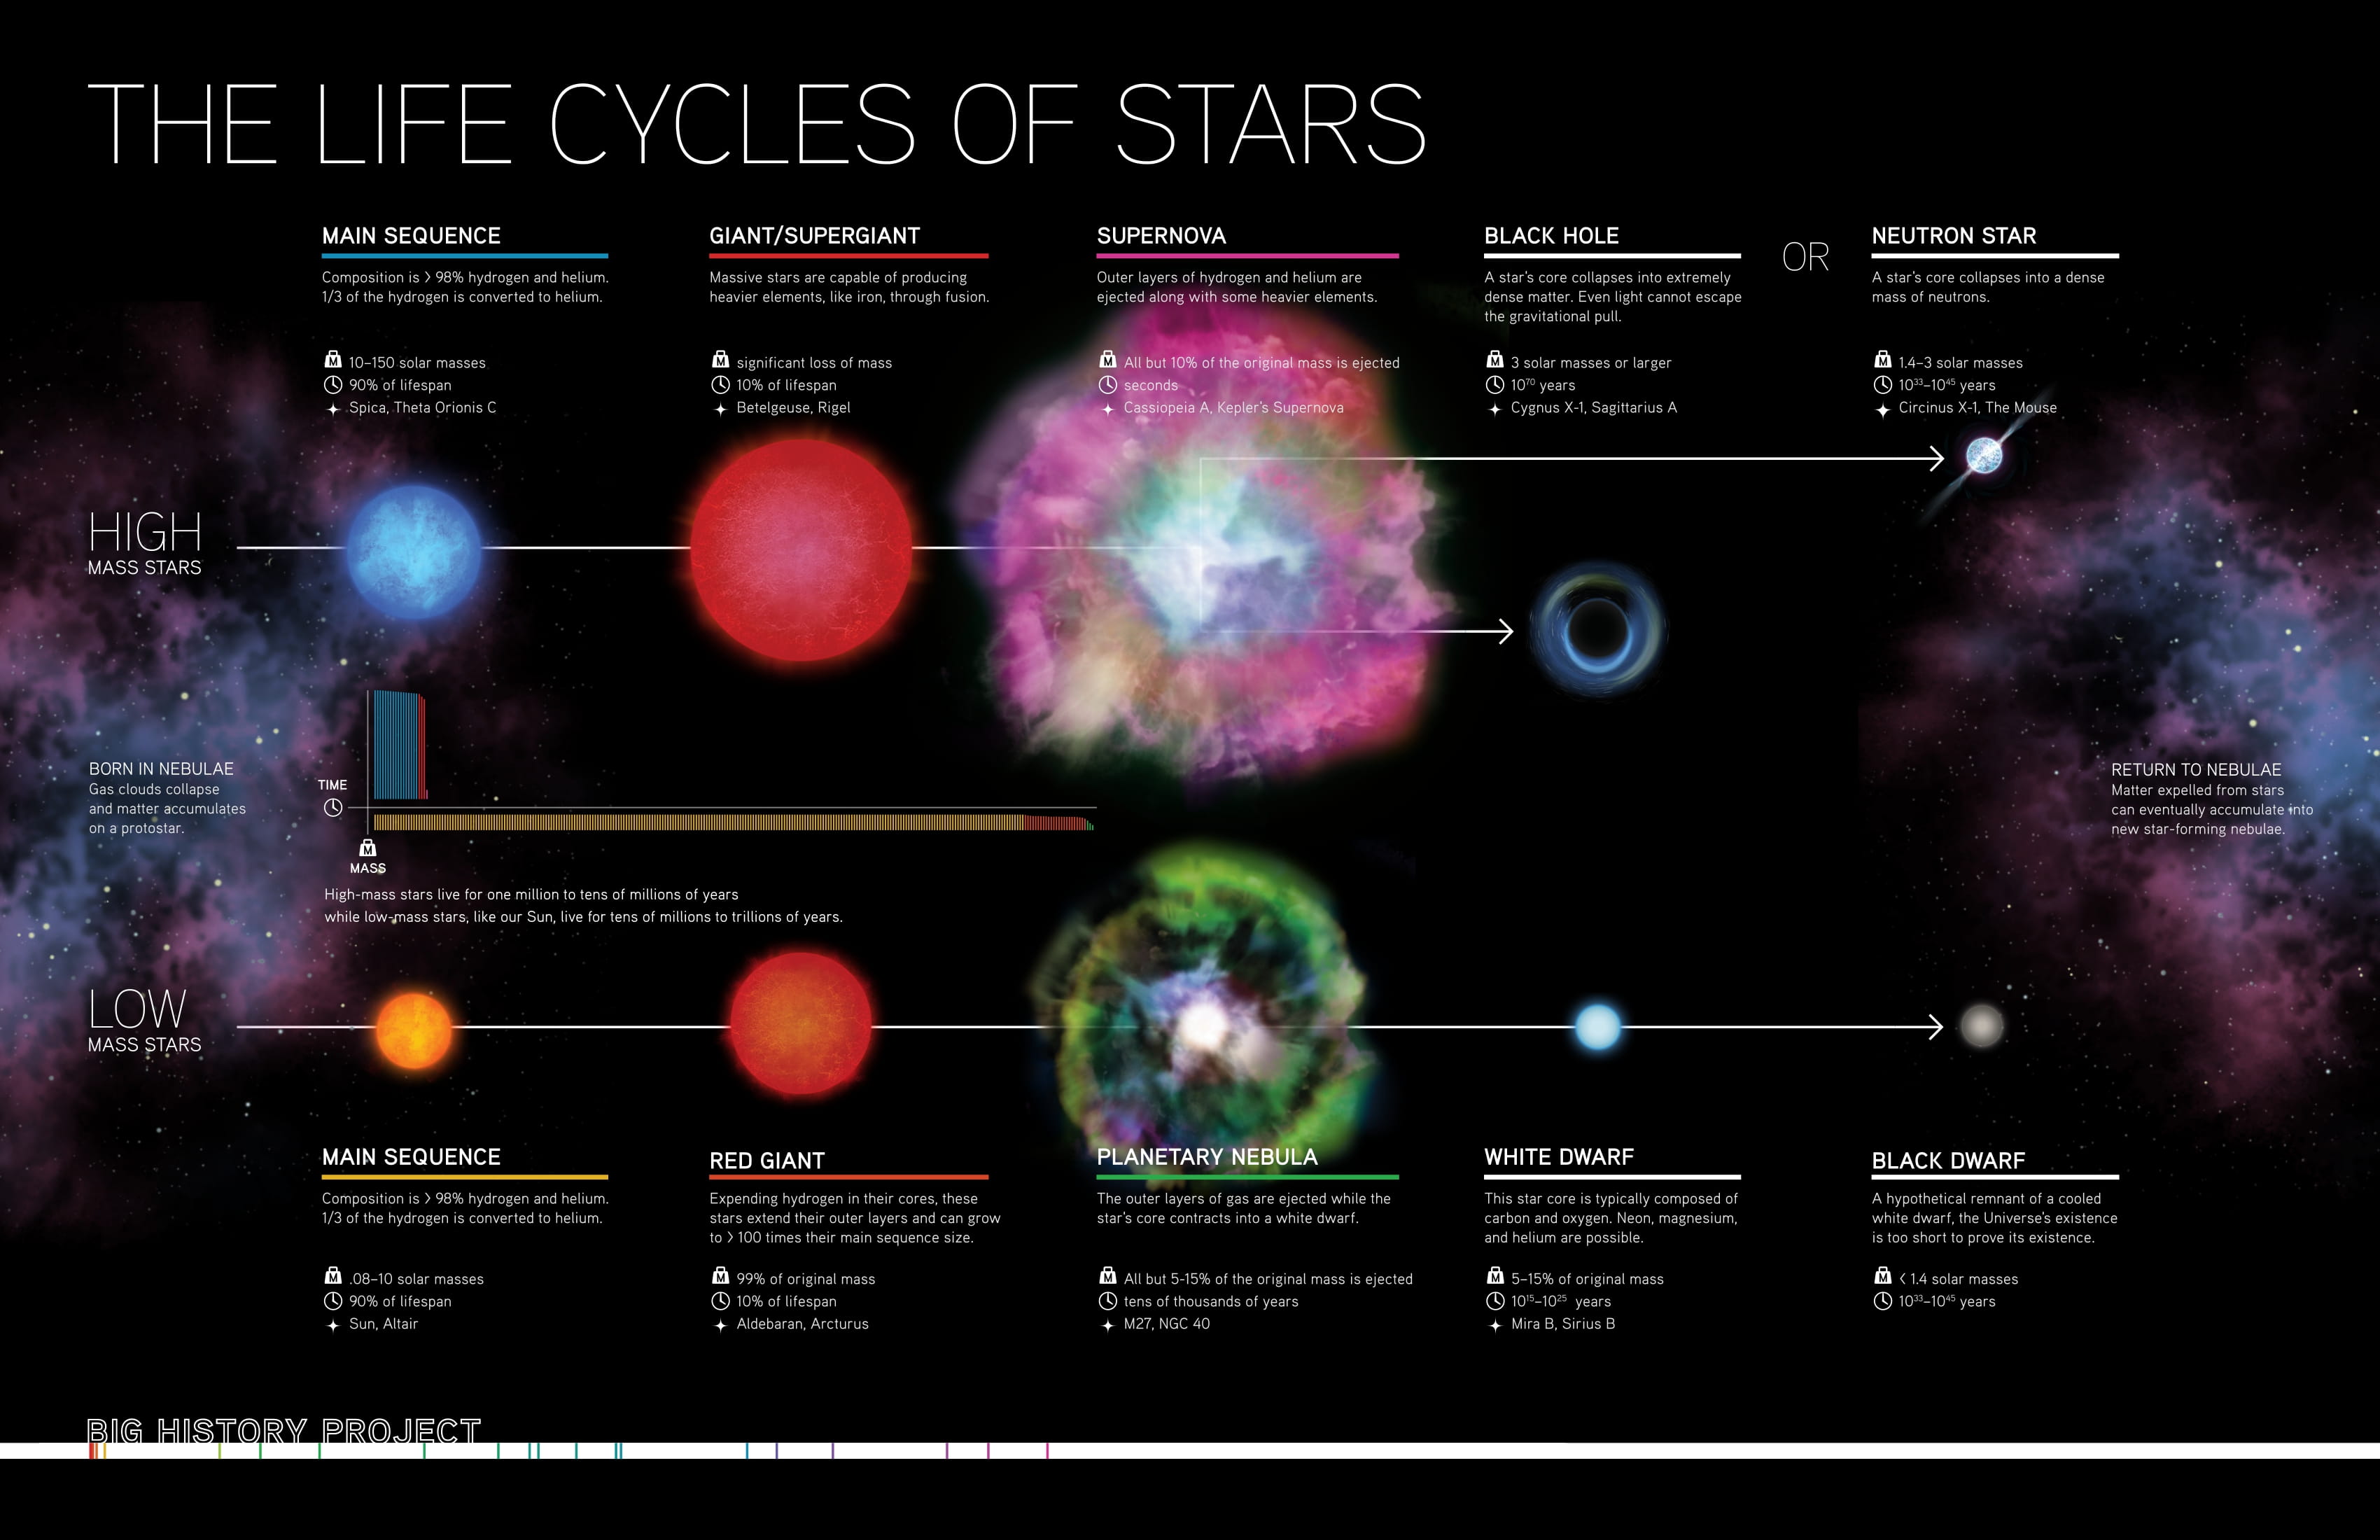 THE LIFE CYCLES OF STARS
MAIN SEQUENCE
Composition is > 98% hydrogen and helium.
1/3 of the hydrogen is converted to helium.
M 10–150 solar masses
90% of lifespan
Spica, Theta Orionis C
GIANT/SUPERGIANT
Massive stars are capable of producing
heavier elements, like iron, through fusion.
M significant loss of mass
10% of lifespan
Betelgeuse, Rigel
SUPERNOVA
Outer layers of hydrogen and helium are
ejected along with some heavier elements.
M All but 10% of the original mass is ejected
seconds
Cassiopeia A, Kepler's Supernova
BLACK HOLE
A star's core collapses into extremely
dense matter. Even light cannot escape
the gravitational pull.
M 3 solar masses or larger
10⁷⁰ years
Cygnus X-1, Sagittarius A
OR
NEUTRON STAR
A star's core collapses into a dense
mass of neutrons.
M 1.4–3 solar masses
10³³–10⁴⁵ years
Circinus X-1, The Mouse
HIGH
MASS STARS
BORN IN NEBULAE
Gas clouds collapse
and matter accumulates
on a protostar.
TIME
M
MASS
High-mass stars live for one million to tens of millions of years
while low-mass stars, like our Sun, live for tens of millions to trillions of years.
RETURN TO NEBULAE
Matter expelled from stars
can eventually accumulate into
new star-forming nebulae.
LOW
MASS STARS
MAIN SEQUENCE
Composition is > 98% hydrogen and helium.
1/3 of the hydrogen is converted to helium.
M .08–10 solar masses
90% of lifespan
Sun, Altair
RED GIANT
Expending hydrogen in their cores, these
stars extend their outer layers and can grow
to > 100 times their main sequence size.
M 99% of original mass
10% of lifespan
Aldebaran, Arcturus
PLANETARY NEBULA
The outer layers of gas are ejected while the
star's core contracts into a white dwarf.
M All but 5-15% of the original mass is ejected
tens of thousands of years
M27, NGC 40
WHITE DWARF
This star core is typically composed of
carbon and oxygen. Neon, magnesium,
and helium are possible.
M 5–15% of original mass
10¹⁵–10²⁵ years
Mira B, Sirius B
BLACK DWARF
A hypothetical remnant of a cooled
white dwarf, the Universe's existence
is too short to prove its existence.
M < 1.4 solar masses
10³³–10⁴⁵ years
BIG HISTORY PROJECT